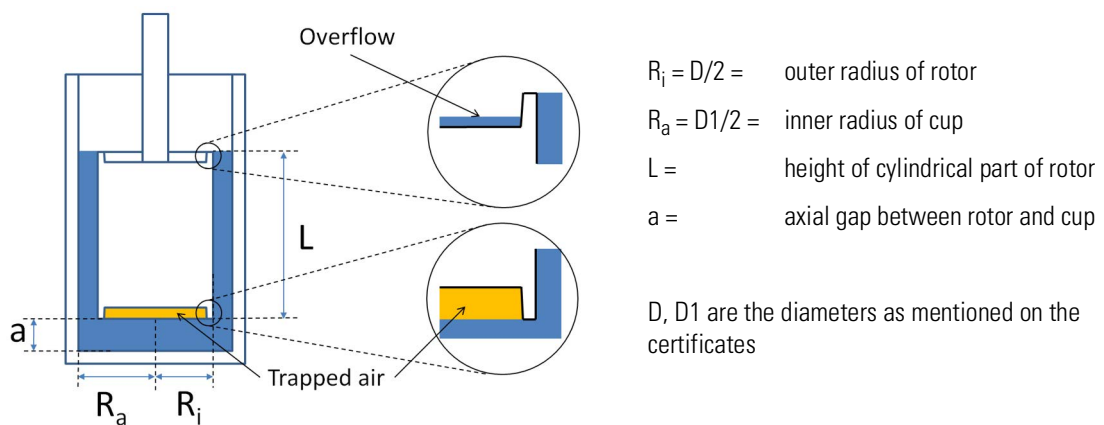 Overflow
L
a
Trapped air
Ra
Ri
Ri = D/2 = outer radius of rotor
Ra = D1/2 = inner radius of cup
L = height of cylindrical part of rotor
a = axial gap between rotor and cup
D, D1 are the diameters as mentioned on the
certificates